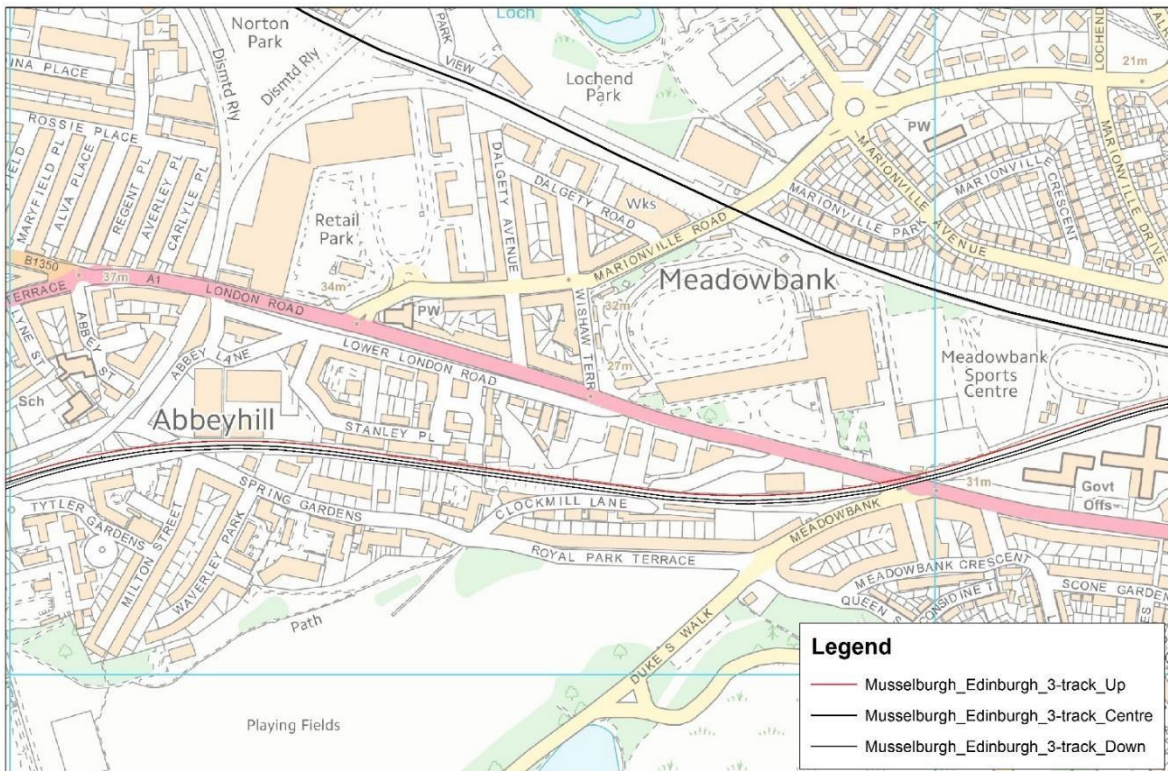 Norton
Park
Loch
PARK
VIEW
Dismtd Rly
Dismtd Rly
Lochend
Park
LOCHEND
21m
INA PLACE
ROSSIE PLACE
MARYFIELD PL
ALVA PLACE
REGENT PL
AVERLEY PL
CARLYLE PL
PW
MARIONVILLE
CRESCENT
MARIONVILLE AVENUE
MARIONVILLE PARK
MARIONVILLE DRIVE
DALGETY AVENUE
DALGETY ROAD
Wks
Retail
Park
MARIONVILLE ROAD
Meadowbank
B1350
37m
A1
LONDON ROAD
34m
PW
TERRACE
WISHAW TERR
32m
27m
LYNE S
ABBEY S
ABBEY LANE
LOWER LONDON ROAD
Meadowbank
Sports
Centre
Sch
Abbeyhill
STANLEY PL
31m
Govt
Offs
TYTLER GARDENS
SPRING GARDENS
CLOCKMILL LANE
MEADOWBANK
MILTON STREET
WAVERLEY PARK
ROYAL PARK TERRACE
MEADOWBANK CRESCENT
SCONE GARDE
QUEEN
CONSIDINE T
Path
DUKE S WALK
Playing Fields
Legend
Musselburgh_Edinburgh_3-track_Up
Musselburgh_Edinburgh_3-track_Centre
Musselburgh_Edinburgh_3-track_Down